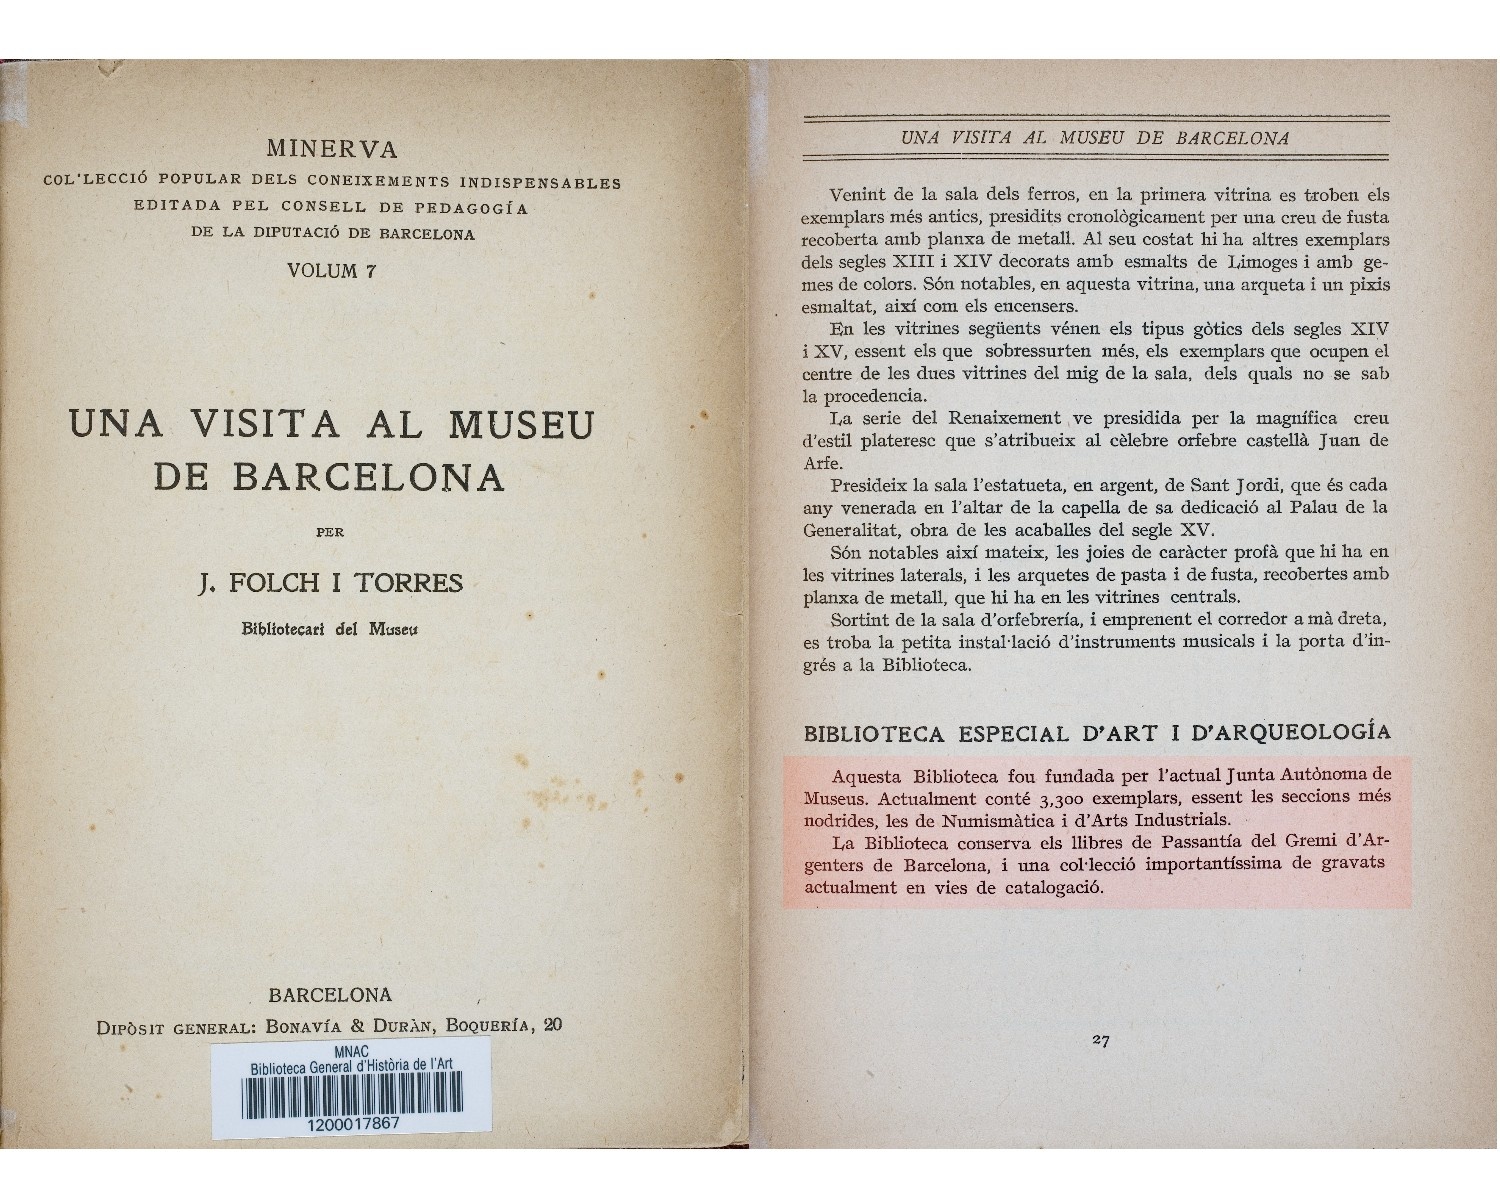 MINERVA
COL'LECCIÓ POPULAR DELS CONEIXEMENTS INDISPENSABLES
EDITADA PEL CONSELL DE PEDAGOGÍA
DE LA DIPUTACIÓ DE BARCELONA
VOLUM 7
UNA VISITA AL MUSEU
DE BARCELONA
PER
J. FOLCH I TORRES
Bibliotecari del Museu
BARCELONA
DIPÒSIT GENERAL: BONAVÍA & DURÀN, BOQUERÍA, 20
MNAC
Biblioteca General d'Història de l'Art
1200017867
UNA VISITA AL MUSEU DE BARCELONA
Venint de la sala dels ferros, en la primera vitrina es troben els
exemplars més antics, presidits cronològicament per una creu de fusta
recoberta amb planxa de metall. Al seu costat hi ha altres exemplars
dels segles XIII i XIV decorats amb esmalts de Limoges i amb ge-
mes de colors. Són notables, en aquesta vitrina, una arqueta i un pixis
esmaltat, així com els encensers.
En les vitrines següents vénen els tipus gòtics dels segles XIV
i XV, essent els que sobressurten més, els exemplars que ocupen el
centre de les dues vitrines del mig de la sala, dels quals no se sab
la procedencia.
La serie del Renaixement ve presidida per la magnífica creu
d'estil plateresc que s'atribueix al cèlebre orfebre castellà Juan de
Arfe.
Presideix la sala l'estatueta, en argent, de Sant Jordi, que és cada
any venerada en l'altar de la capella de sa dedicació al Palau de la
Generalitat, obra de les acaballes del segle XV.
Són notables així mateix, les joies de caràcter profà que hi ha en
les vitrines laterals, i les arquetes de pasta i de fusta, recobertes amb
planxa de metall, que hi ha en les vitrines centrals.
Sortint de la sala d'orfebrería, i emprenent el corredor a mà dreta,
es troba la petita instal·lació d'instruments musicals i la porta d'in-
grés a la Biblioteca.
BIBLIOTECA ESPECIAL D'ART I D'ARQUEOLOGÍA
Aquesta Biblioteca fou fundada per l'actual Junta Autònoma de
Museus. Actualment conté 3,300 exemplars, essent les seccions més
nodrides, les de Numismàtica i d'Arts Industrials.
La Biblioteca conserva els llibres de Passantía del Gremi d'Ar-
genters de Barcelona, i una col·lecció importantíssima de gravats
actualment en vies de catalogació.
27